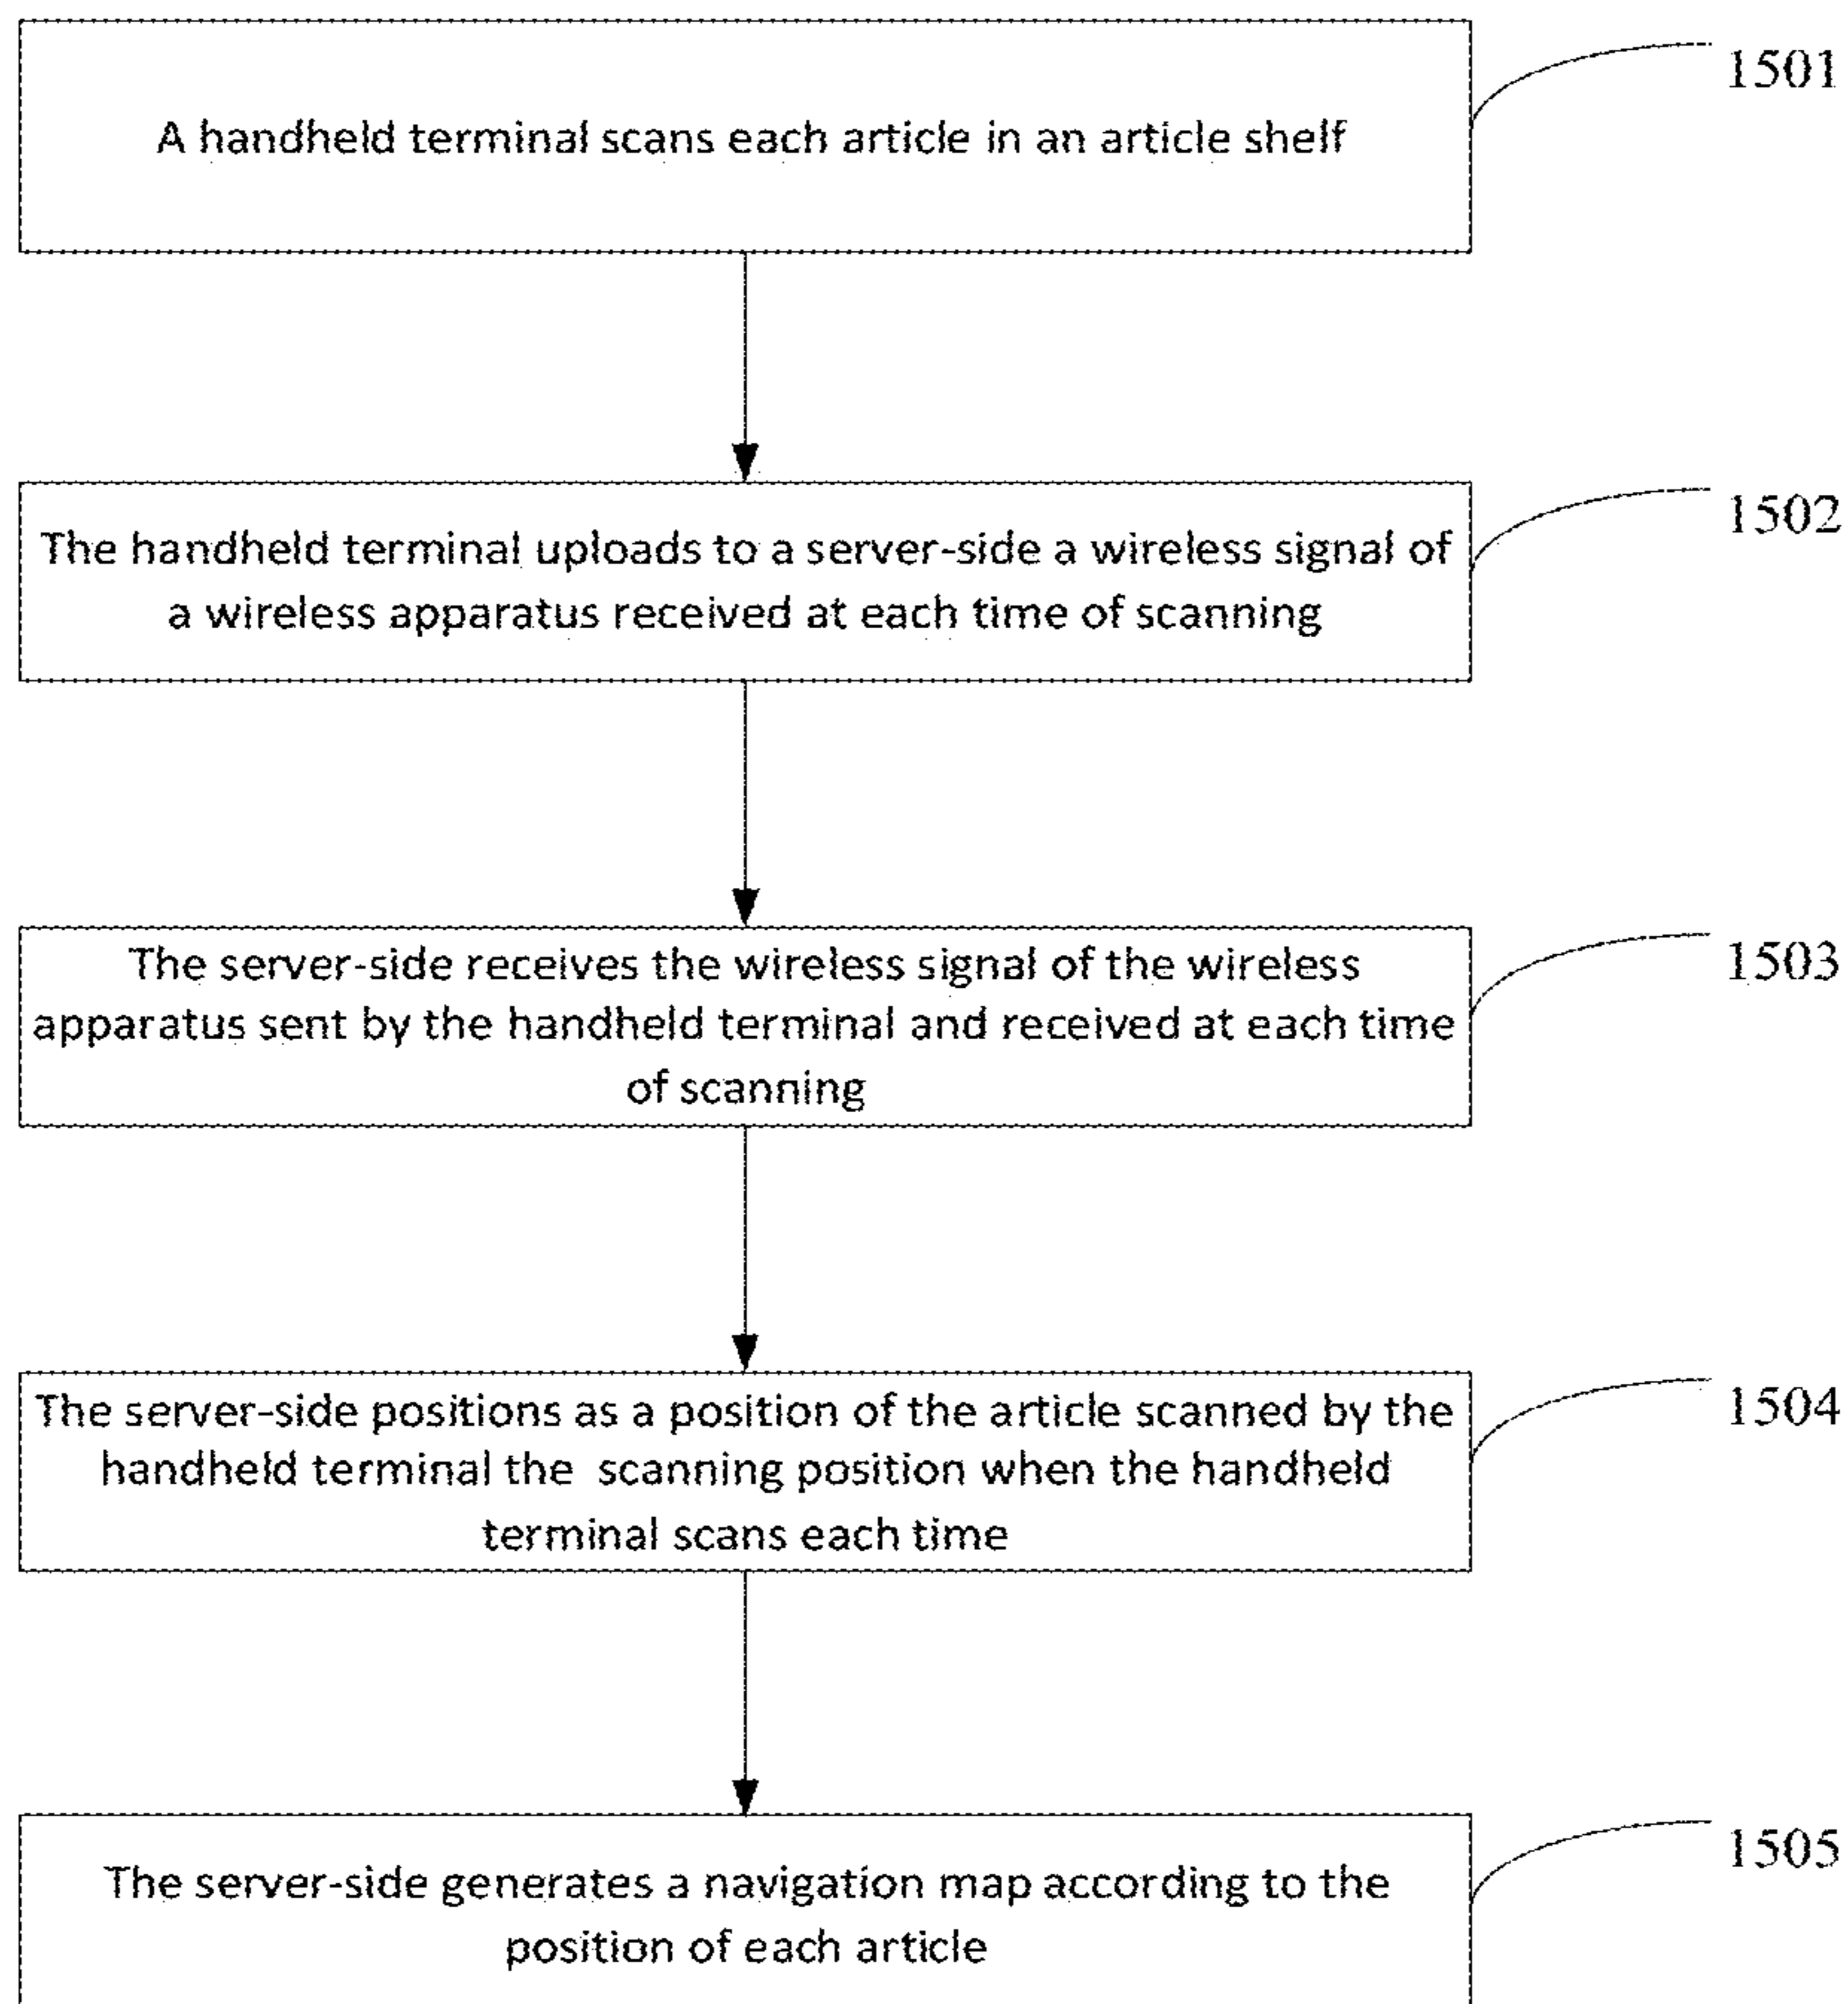 A handheld terminal scans each article in an article shelf
1501
The handheld terminal uploads to a server-side a wireless signal of
a wireless apparatus received at each time of scanning
1502
The server-side receives the wireless signal of the wireless
apparatus sent by the handheld terminal and received at each time
of scanning
1503
The server-side positions as a position of the article scanned by the
handheld terminal the scanning position when the handheld
terminal scans each time
1504
The server-side generates a navigation map according to the
position of each article
1505